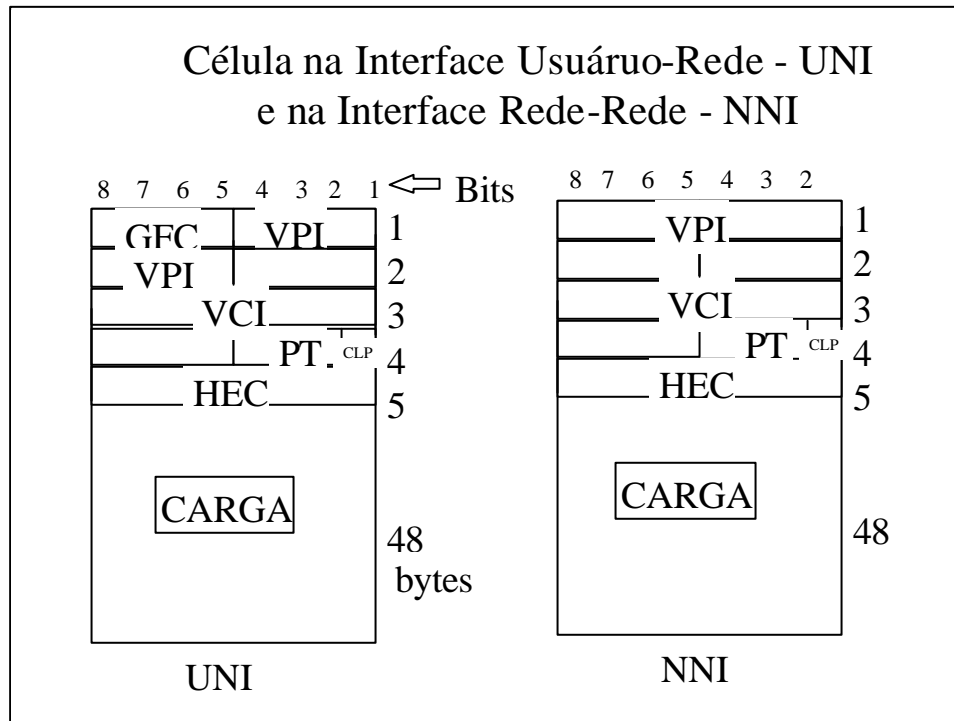 Célula na Interface Usuáruo-Rede - UNI
e na Interface Rede-Rede - NNI
8 7 6 5 4 3 2 1 Bits
GFC VPI 1
VPI 2
VCI 3
PT CLP 4
HEC 5
CARGA
48
bytes
UNI
8 7 6 5 4 3 2
VPI 1
2
VCI 3
PT CLP 4
HEC 5
CARGA
48
NNI